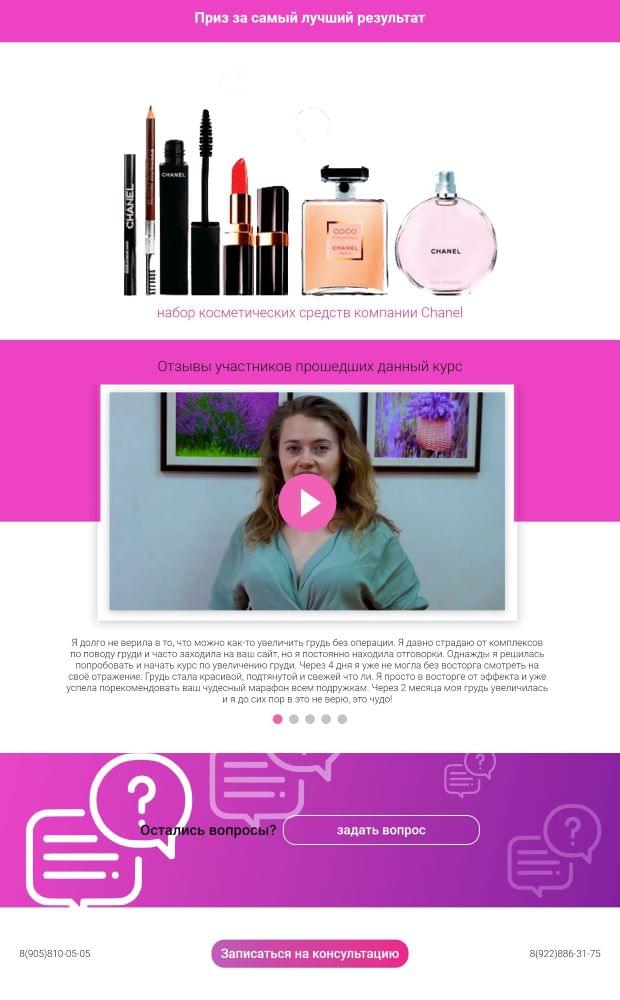 Приз за самый лучший результат
CHANEL
CHANEL
COCO
CHANEL
PARIS
CHANEL
набор косметических средств компании Chanel
Отзывы участников прошедших данный курс
Я долго не верила в то, что можно как-то увеличить грудь без операции. Я давно страдаю от комплексов
по поводу груди и часто заходила на ваш сайт, но я постоянно находила отговорки. Однажды я решилась
попробовать и начать курс по увеличению груди. Через 4 дня я уже не могла без восторга смотреть на
своё отражение. Грудь стала красивой, подтянутой и свежей что ли. Я просто в восторге от эффекта и уже
успела порекомендовать ваш чудесный марафон всем подружкам. Через 2 месяца моя грудь увеличилась
и я до сих пор в это не верю, это чудо!
Остались вопросы? задать вопрос
8(905)810-05-05 Записаться на консультацию 8(922)886-31-75